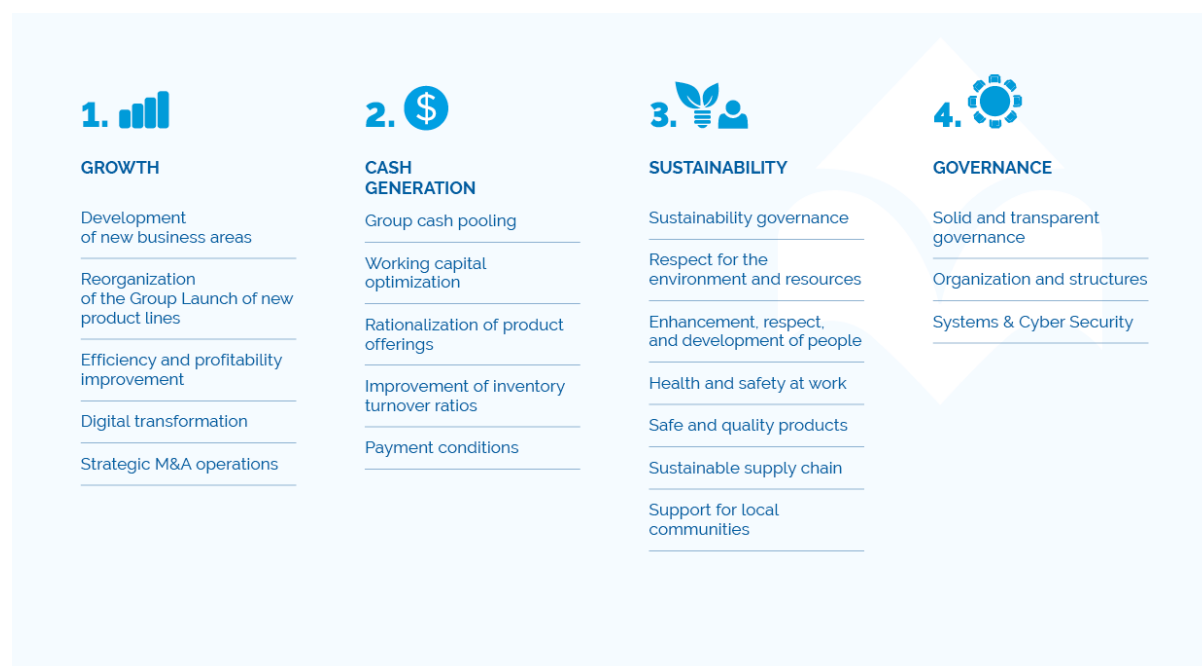 1.
GROWTH
Development
of new business areas
Reorganization
of the Group Launch of new
product lines
Efficiency and profitability
improvement
Digital transformation
Strategic M&A operations
2.
$
CASH
GENERATION
Group cash pooling
Working capital
optimization
Rationalization of product
offerings
Improvement of inventory
turnover ratios
Payment conditions
3.
SUSTAINABILITY
Sustainability governance
Respect for the
environment and resources
Enhancement, respect,
and development of people
Health and safety at work
Safe and quality products
Sustainable supply chain
Support for local
communities
4.
GOVERNANCE
Solid and transparent
governance
Organization and structures
Systems & Cyber Security